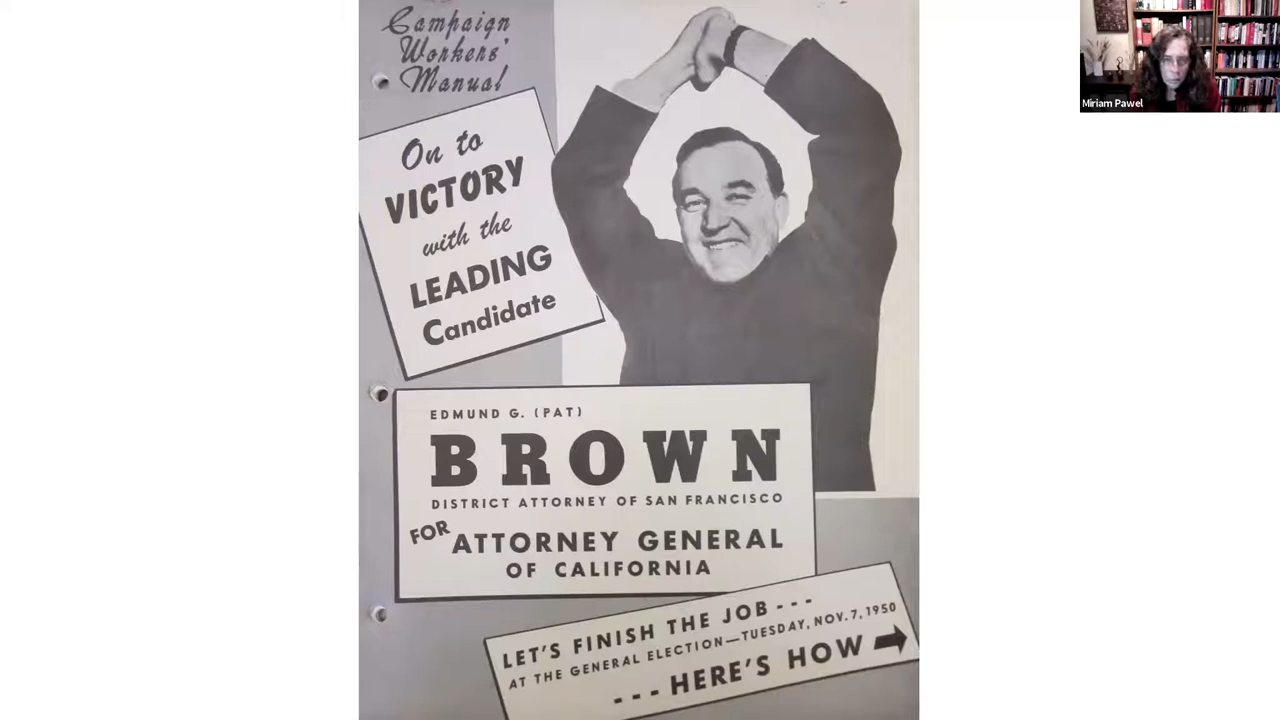 Campaign
Workers'
Manual
On to
VICTORY
with the
LEADING
Candidate
EDMUND G. (PAT)
BROWN
DISTRICT ATTORNEY OF SAN FRANCISCO
FOR ATTORNEY GENERAL
OF CALIFORNIA
LET'S FINISH THE JOB ---
AT THE GENERAL ELECTION—TUESDAY, NOV. 7, 1950
--- HERE'S HOW
Miriam Pawel